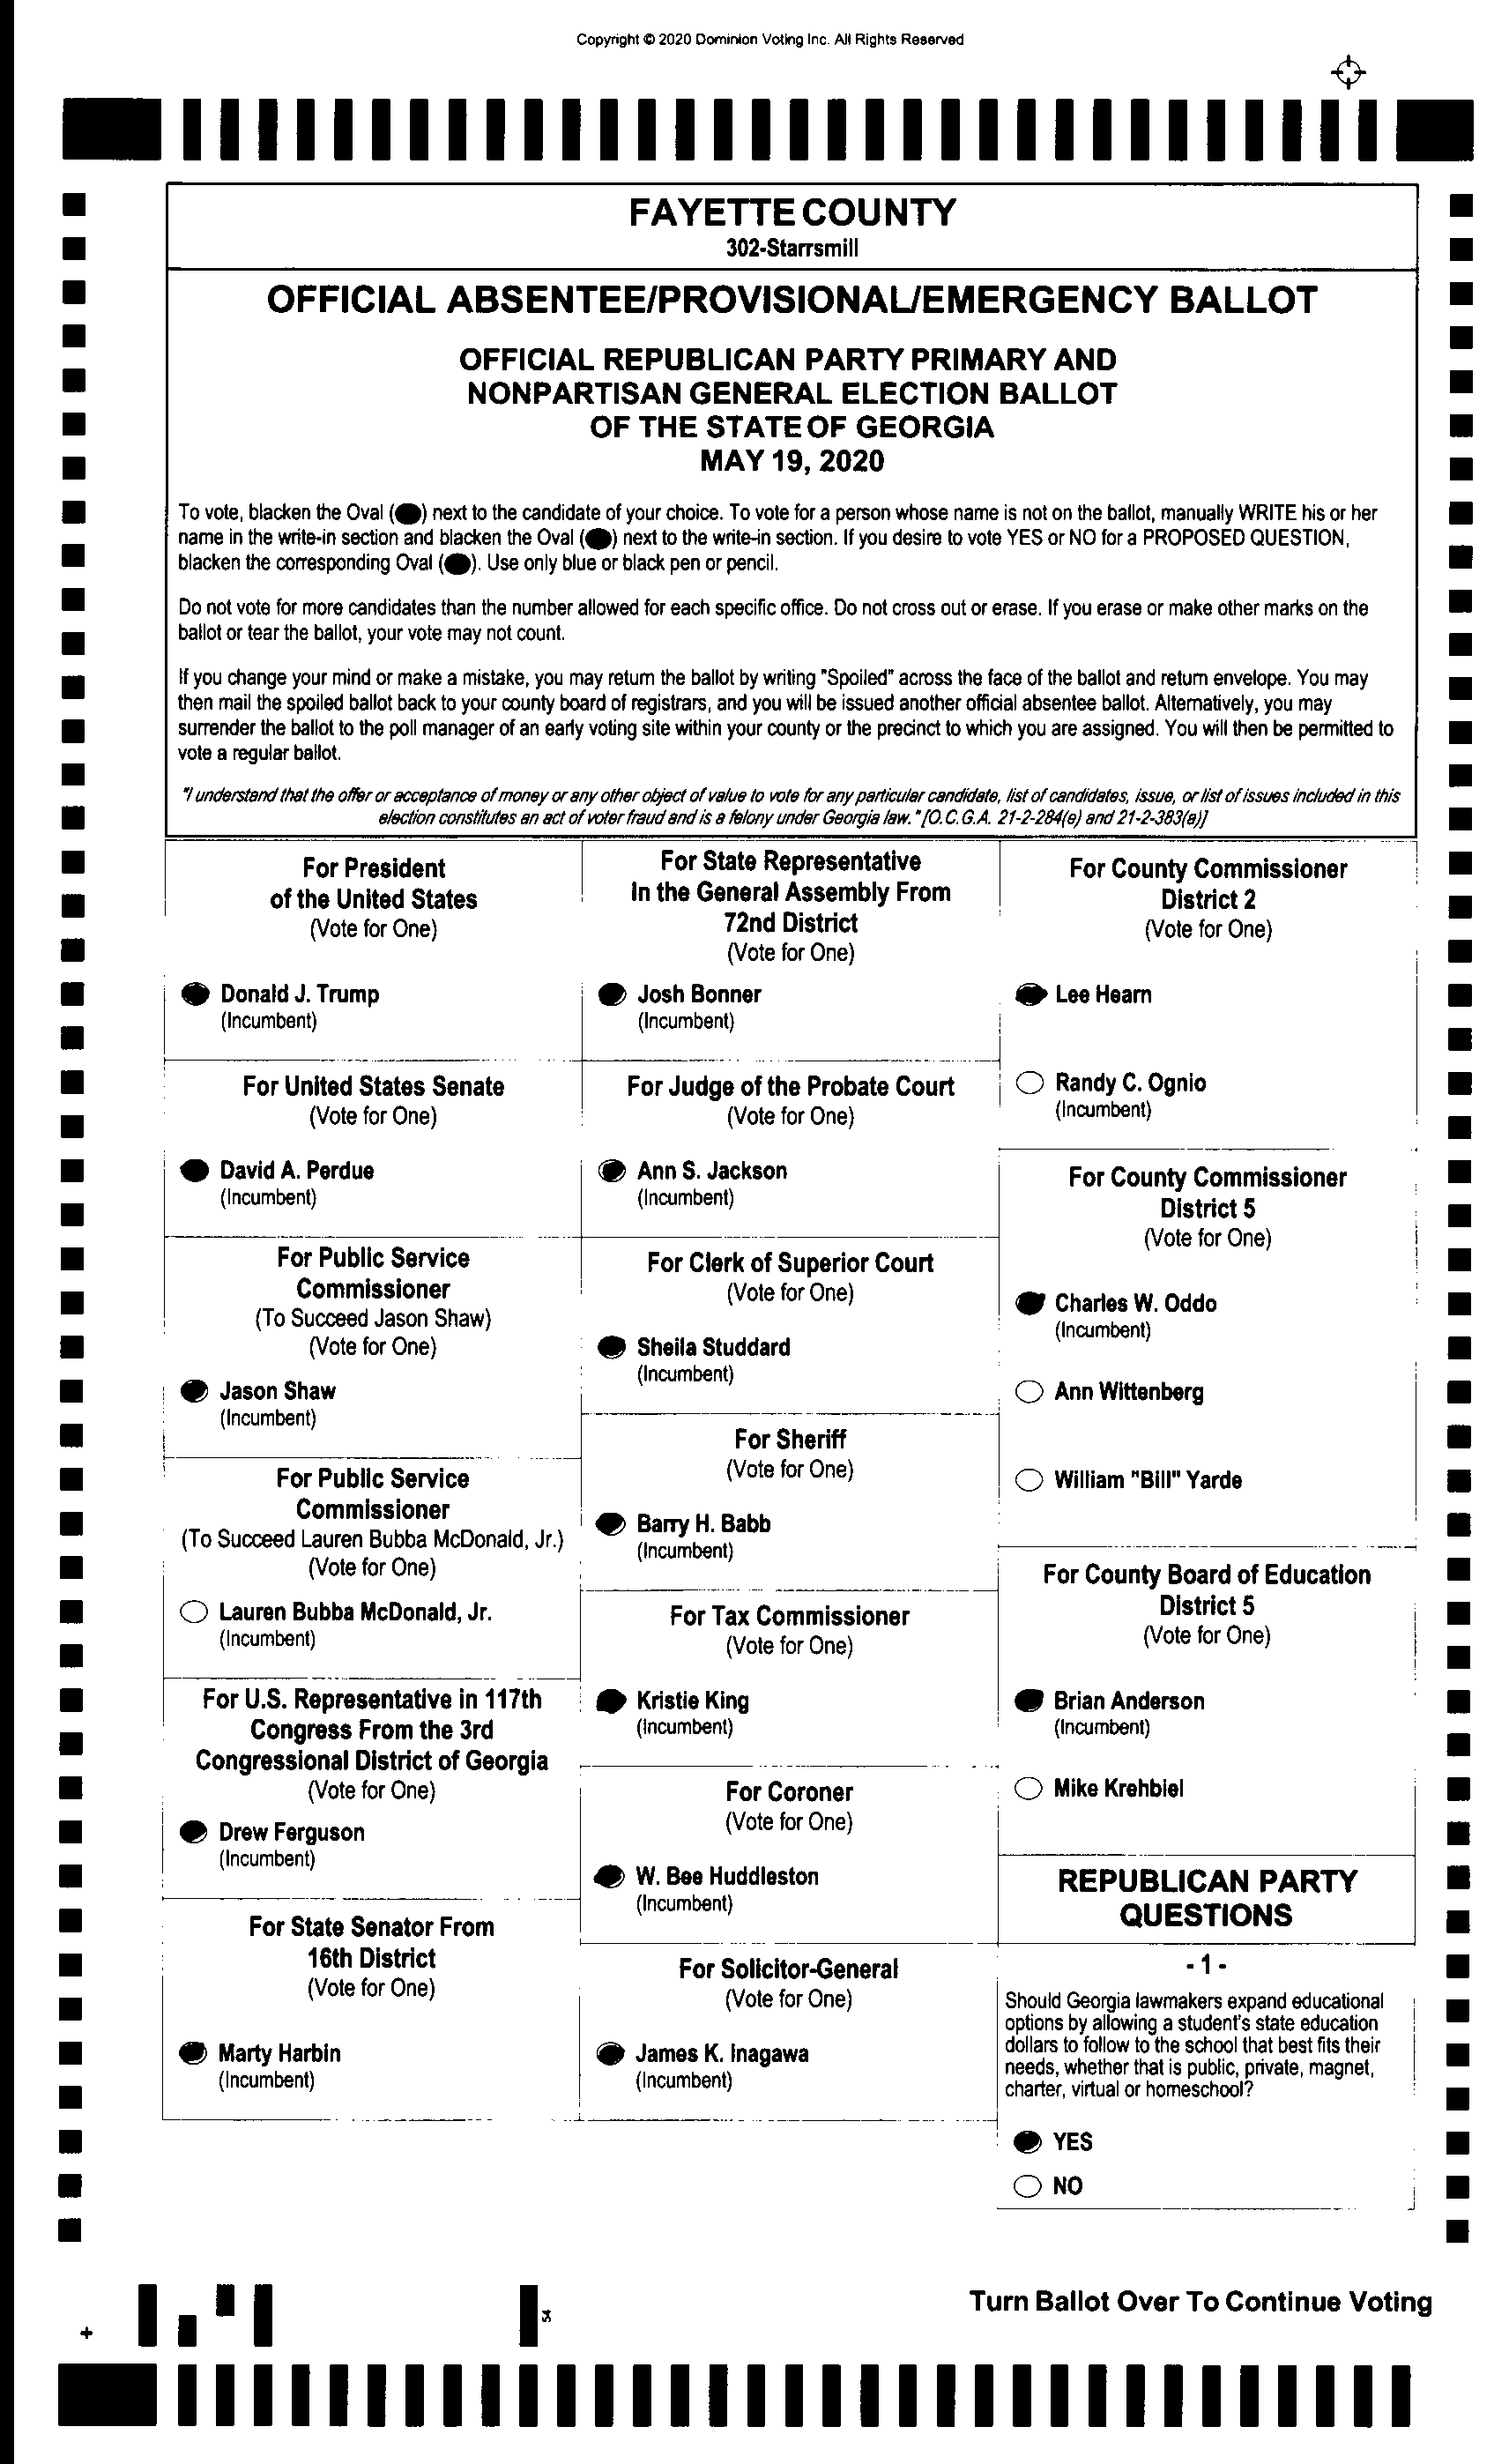 Copyright © 2020 Dominion Voting Inc. All Rights Reserved
FAYETTE COUNTY
302-Starrsmill
OFFICIAL ABSENTEE/PROVISIONAL/EMERGENCY BALLOT
OFFICIAL REPUBLICAN PARTY PRIMARY AND
NONPARTISAN GENERAL ELECTION BALLOT
OF THE STATE OF GEORGIA
MAY 19, 2020
To vote, blacken the Oval ( ) next to the candidate of your choice. To vote for a person whose name is not on the ballot, manually WRITE his or her
name in the write-in section and blacken the Oval ( ) next to the write-in section. If you desire to vote YES or NO for a PROPOSED QUESTION,
blacken the corresponding Oval ( ). Use only blue or black pen or pencil.
Do not vote for more candidates than the number allowed for each specific office. Do not cross out or erase. If you erase or make other marks on the
ballot or tear the ballot, your vote may not count.
If you change your mind or make a mistake, you may return the ballot by writing "Spoiled" across the face of the ballot and return envelope. You may
then mail the spoiled ballot back to your county board of registrars, and you will be issued another official absentee ballot. Alternatively, you may
surrender the ballot to the poll manager of an early voting site within your county or the precinct to which you are assigned. You will then be permitted to
vote a regular ballot.
"I understand that the offer or acceptance of money or any other object of value to vote for any particular candidate, list of candidates, issue, or list of issues included in this
election constitutes an act of voter fraud and is a felony under Georgia law." [O.C.G.A. 21-2-284(e) and 21-2-383(a)]
For President
of the United States
(Vote for One)
Donald J. Trump
(Incumbent)
For United States Senate
(Vote for One)
David A. Perdue
(Incumbent)
For Public Service
Commissioner
(To Succeed Jason Shaw)
(Vote for One)
Jason Shaw
(Incumbent)
For Public Service
Commissioner
(To Succeed Lauren Bubba McDonald, Jr.)
(Vote for One)
Lauren Bubba McDonald, Jr.
(Incumbent)
For U.S. Representative in 117th
Congress From the 3rd
Congressional District of Georgia
(Vote for One)
Drew Ferguson
(Incumbent)
For State Senator From
16th District
(Vote for One)
Marty Harbin
(Incumbent)
For State Representative
In the General Assembly From
72nd District
(Vote for One)
Josh Bonner
(Incumbent)
For Judge of the Probate Court
(Vote for One)
Ann S. Jackson
(Incumbent)
For Clerk of Superior Court
(Vote for One)
Sheila Studdard
(Incumbent)
For Sheriff
(Vote for One)
Barry H. Babb
(Incumbent)
For Tax Commissioner
(Vote for One)
Kristie King
(Incumbent)
For Coroner
(Vote for One)
W. Bee Huddleston
(Incumbent)
For Solicitor-General
(Vote for One)
James K. Inagawa
(Incumbent)
For County Commissioner
District 2
(Vote for One)
Lee Hearn
Randy C. Ognio
(Incumbent)
For County Commissioner
District 5
(Vote for One)
Charles W. Oddo
(Incumbent)
Ann Wittenberg
William "Bill" Yarde
For County Board of Education
District 5
(Vote for One)
Brian Anderson
(Incumbent)
Mike Krehbiel
REPUBLICAN PARTY
QUESTIONS
- 1 -
Should Georgia lawmakers expand educational
options by allowing a student's state education
dollars to follow to the school that best fits their
needs, whether that is public, private, magnet,
charter, virtual or homeschool?
YES
NO
Turn Ballot Over To Continue Voting